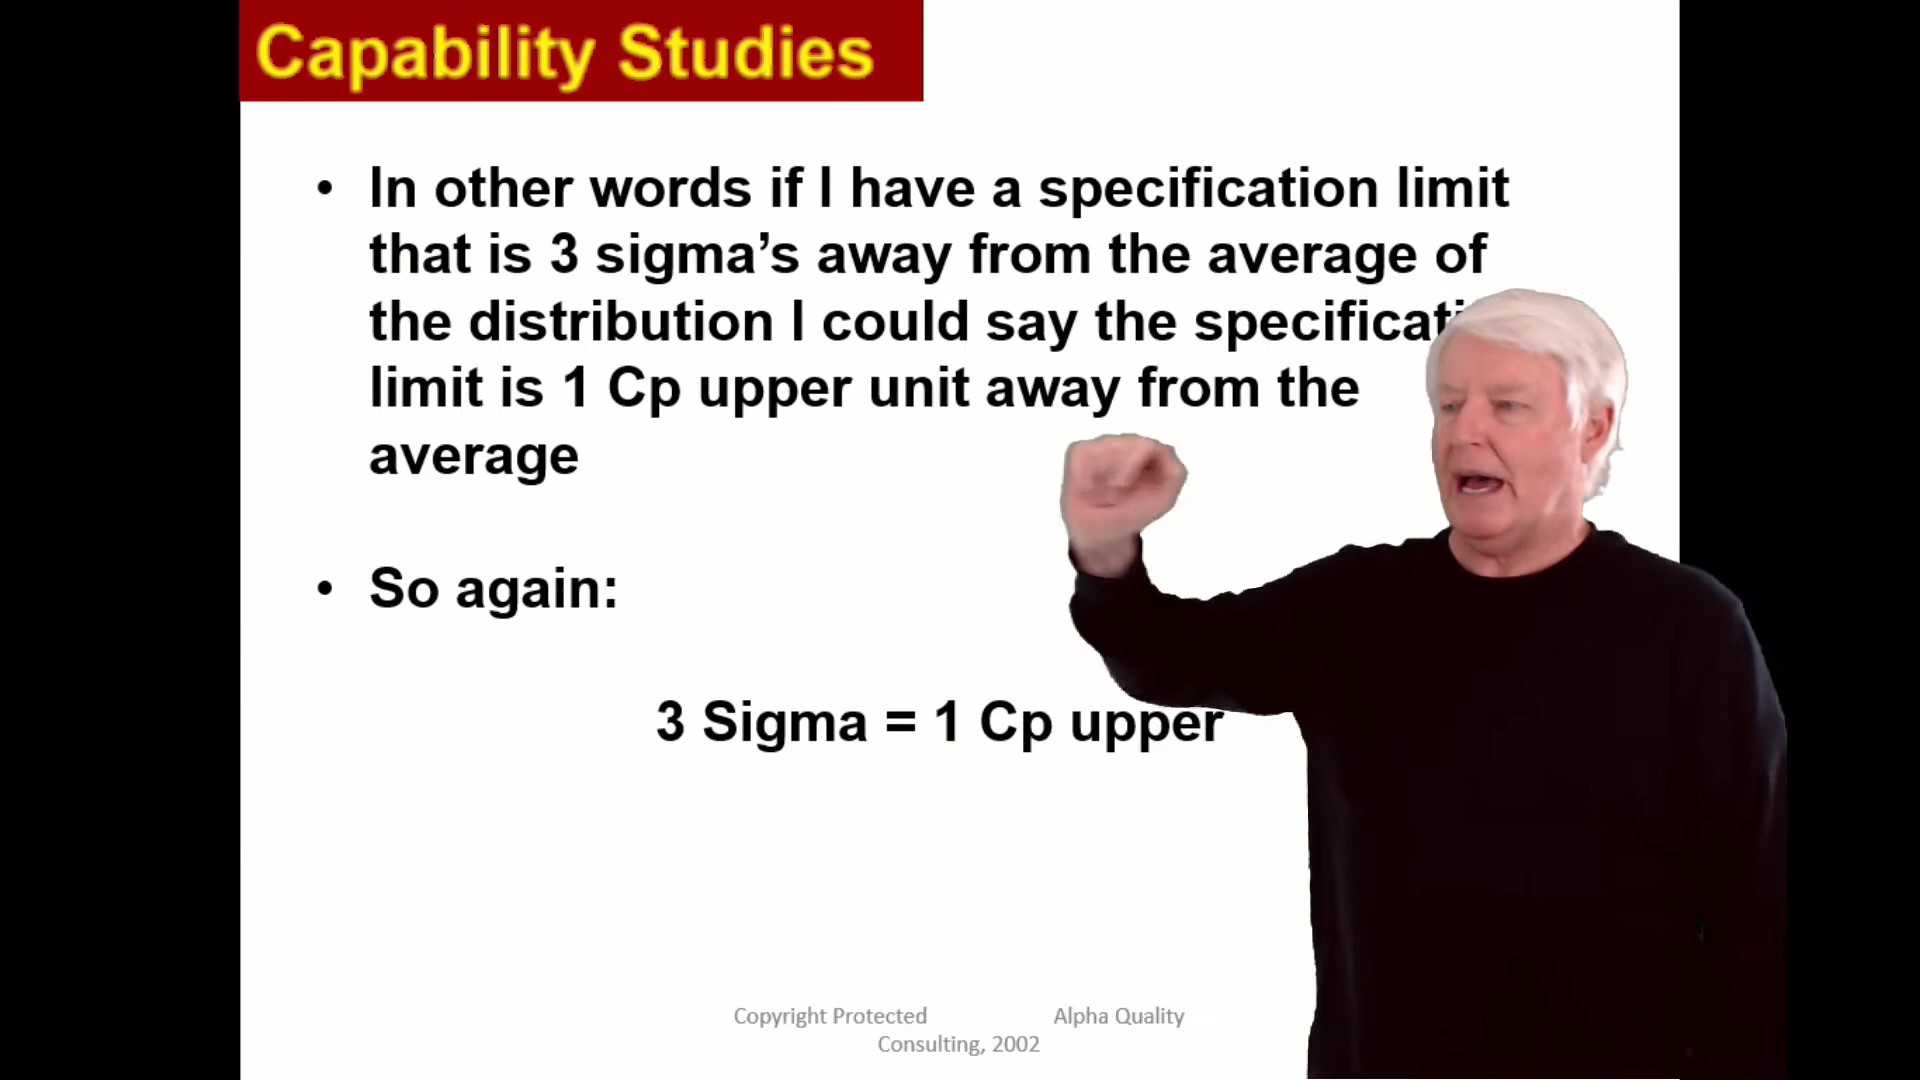 Capability Studies
• In other words if I have a specification limit
that is 3 sigma’s away from the average of
the distribution I could say the
limit is 1 Cp upper unit away from the
average
• So again:
3 Sigma = 1 Cp upper
Copyright Protected Alpha Quality
Consulting, 2002